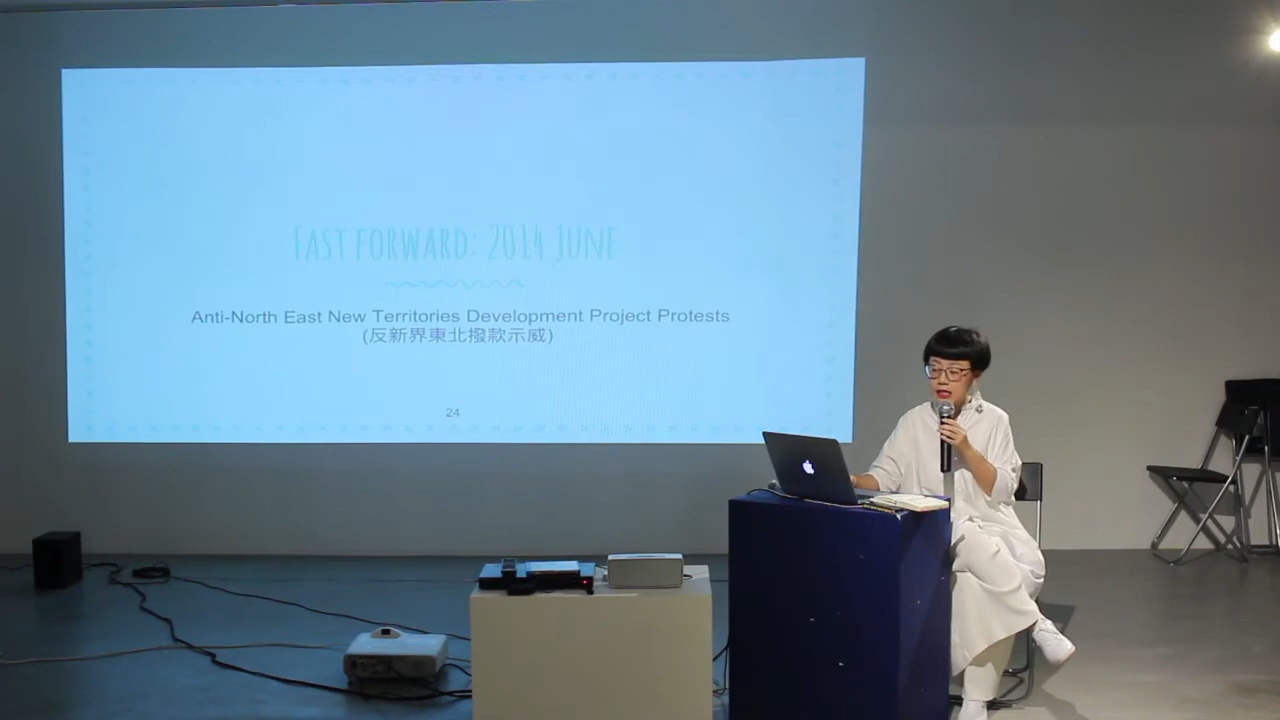 FAST FORWARD: 2014 JUNE
Anti-North East New Territories Development Project Protests
(反新界東北撥款示威)
24